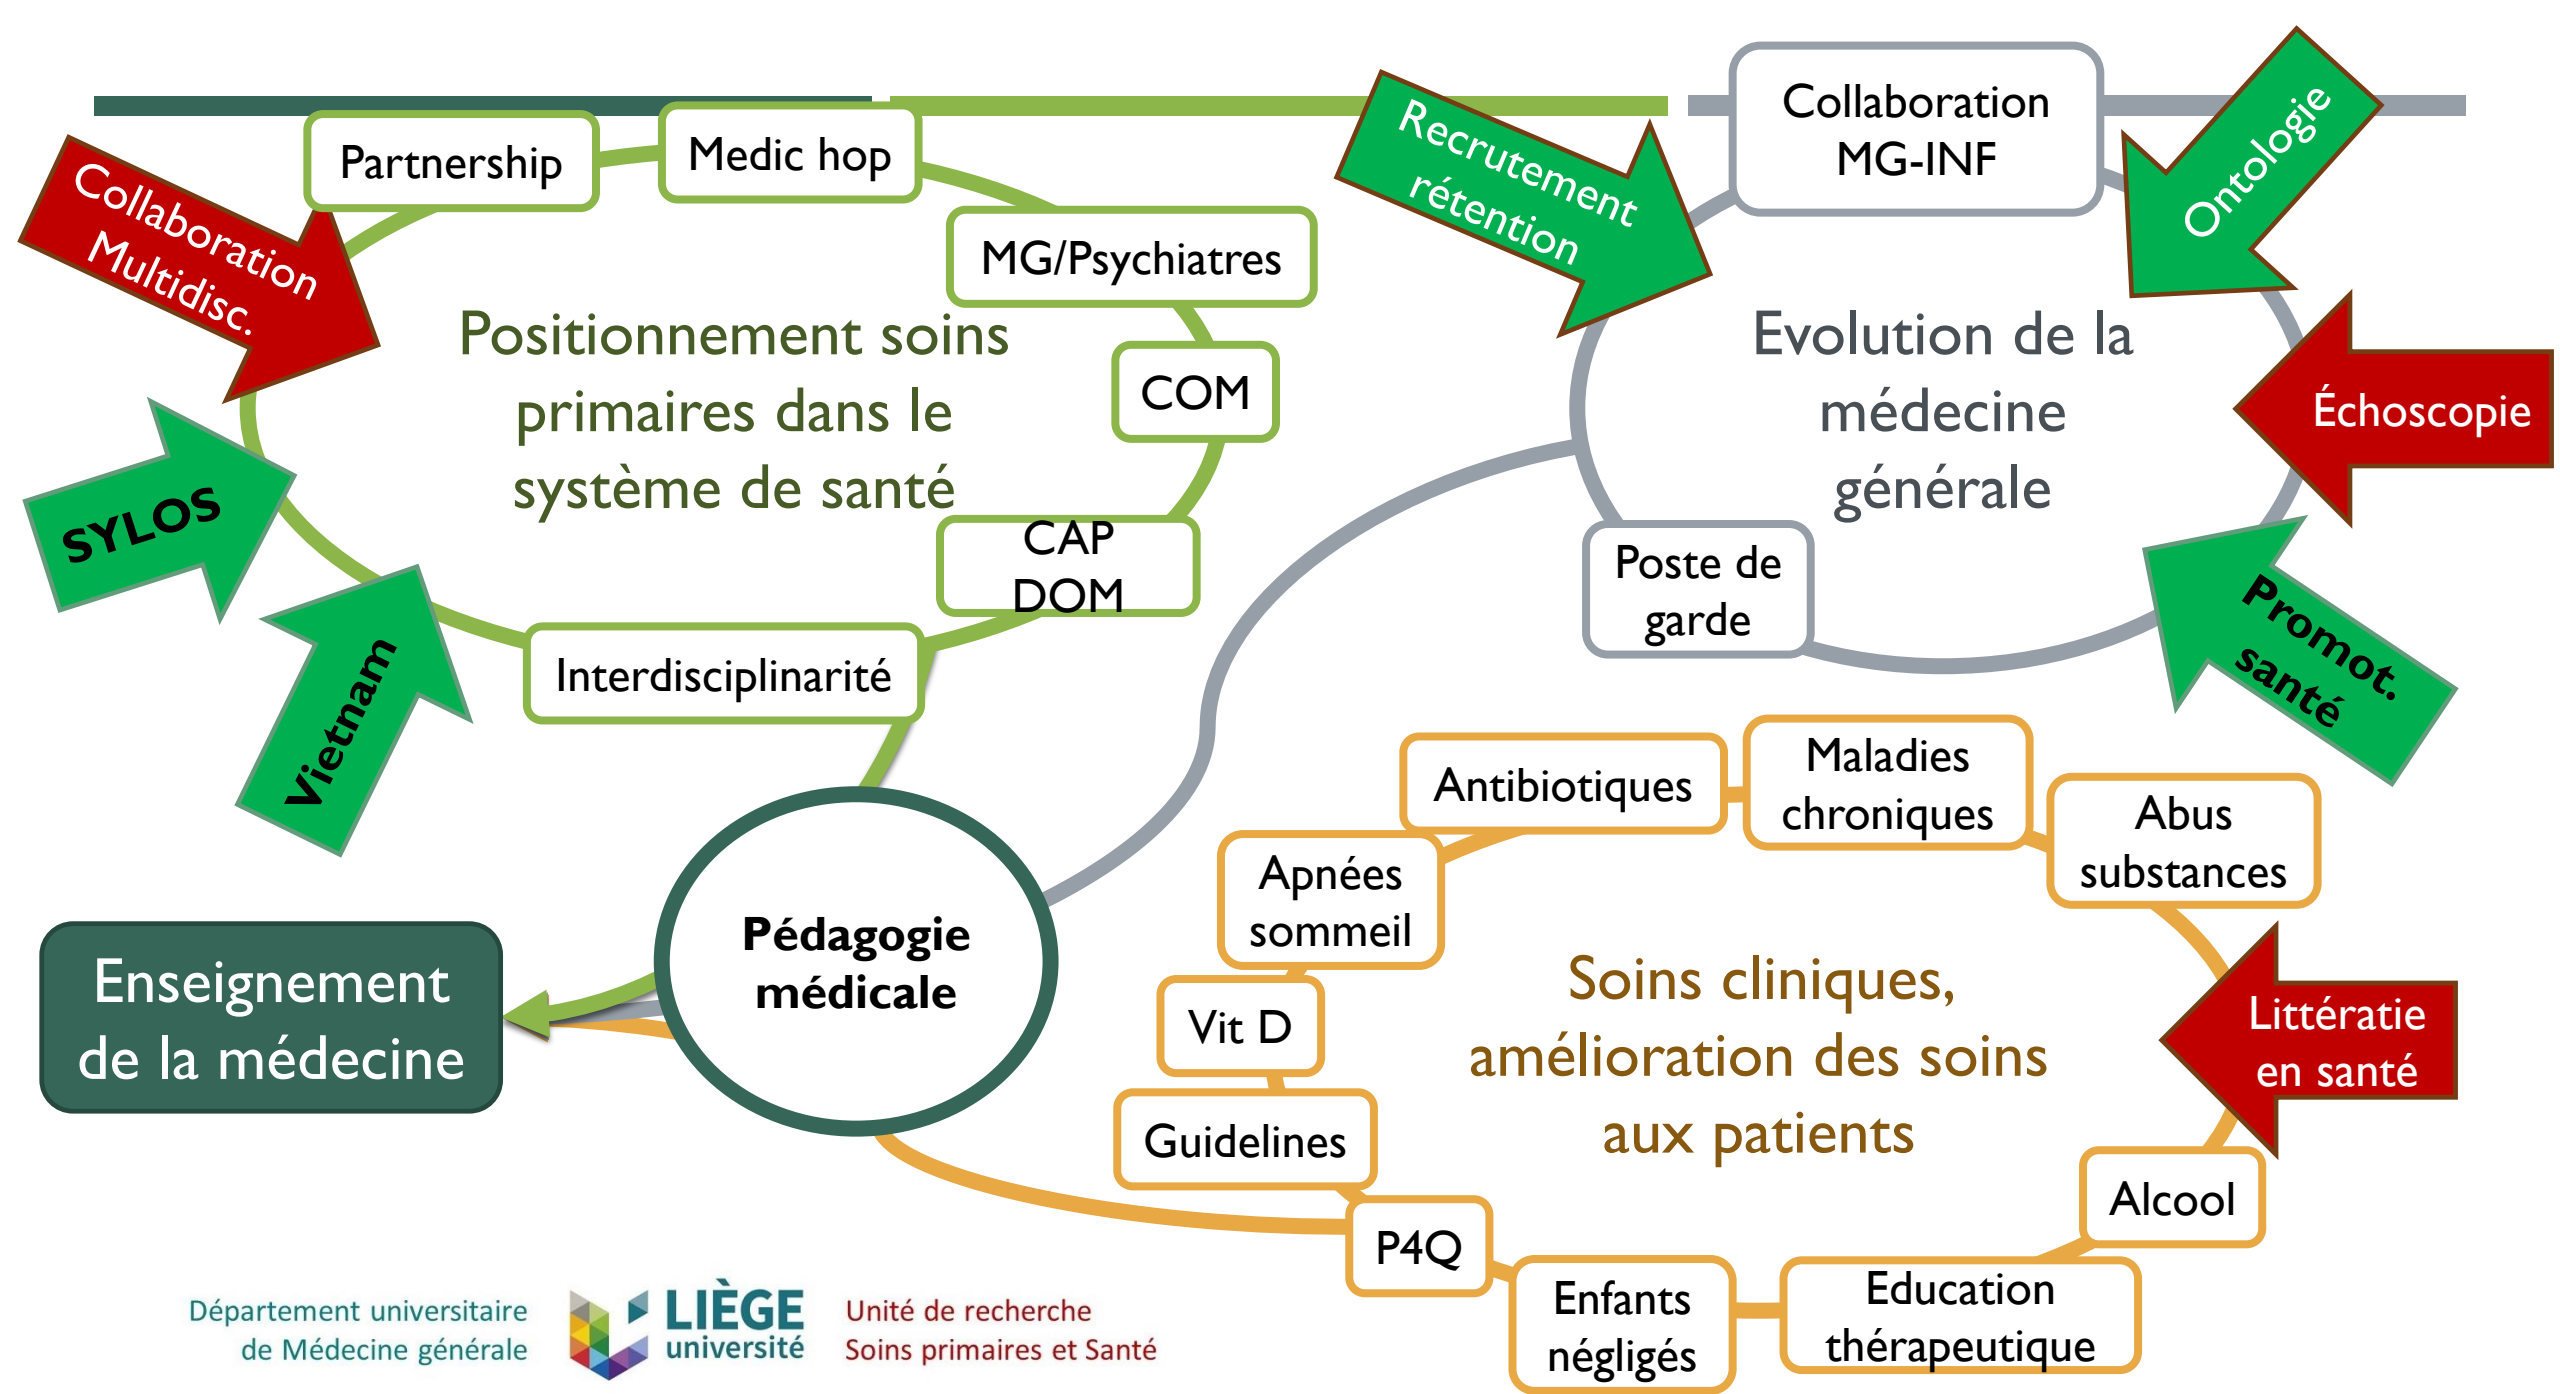 Partnership
Medic hop
Collaboration
Multidisc.
MG/Psychiatres
COM
CAP
DOM
Interdisciplinarité
SYLOS
Vietnam
Positionnement soins
primaires dans le
système de santé
Recrutement
rétention
Collaboration
MG-INF
Ontologie
Échoscopie
Promot.
santé
Poste de
garde
Evolution de la
médecine
générale
Pédagogie
médicale
Enseignement
de la médecine
Antibiotiques
Maladies
chroniques
Abus
substances
Apnées
sommeil
Vit D
Guidelines
P4Q
Enfants
négligés
Education
thérapeutique
Alcool
Littératie
en santé
Soins cliniques,
amélioration des soins
aux patients
Département universitaire
de Médecine générale
LIÈGE
université
Unité de recherche
Soins primaires et Santé